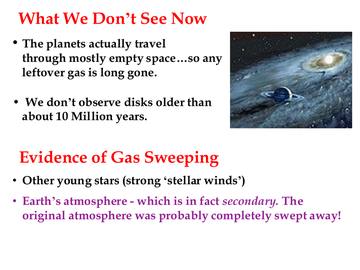 What We Don't See Now
• The planets actually travel
through mostly empty space…so any
leftover gas is long gone.
• We don't observe disks older than
about 10 Million years.
Evidence of Gas Sweeping
• Other young stars (strong 'stellar winds')
• Earth's atmosphere - which is in fact secondary. The
original atmosphere was probably completely swept away!